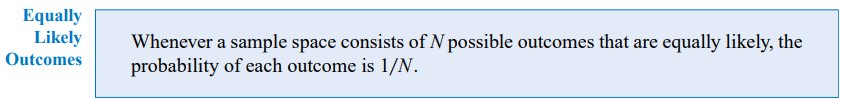 Equally
Likely
Outcomes
Whenever a sample space consists of N possible outcomes that are equally likely, the
probability of each outcome is 1/N.